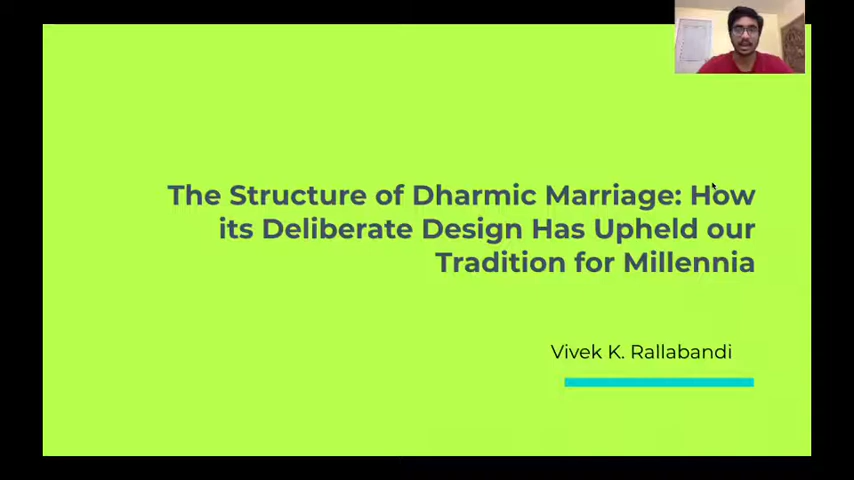 The Structure of Dharmic Marriage: How
its Deliberate Design Has Upheld our
Tradition for Millennia
Vivek K. Rallabandi